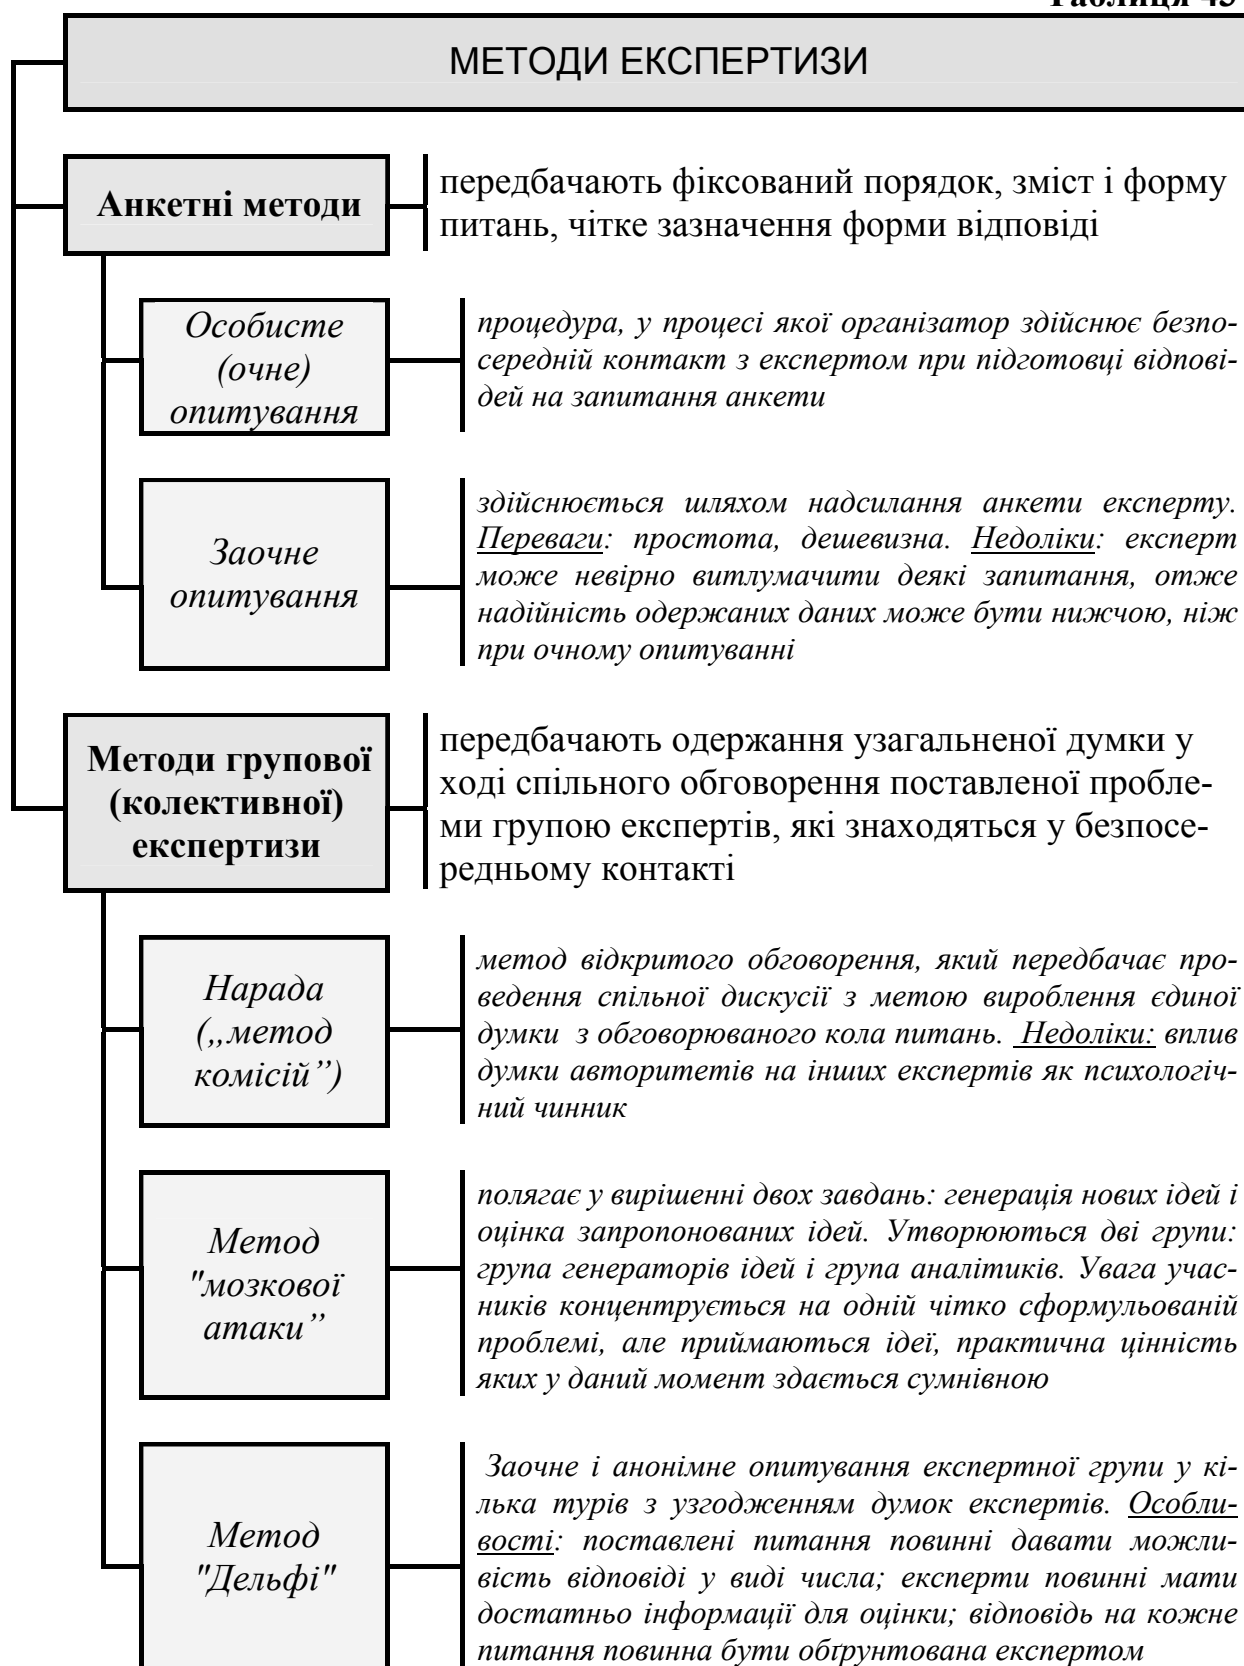 Таблиця 43
МЕТОДИ ЕКСПЕРТИЗИ
Анкетні методи
передбачають фіксований порядок, зміст і форму
питань, чітке зазначення форми відповіді
Особисте
(очне)
опитування
процедура, у процесі якої організатор здійснює безпо-
середній контакт з експертом при підготовці відпові-
дей на запитання анкети
Заочне
опитування
здійснюється шляхом надсилання анкети експерту.
Переваги: простота, дешевизна. Недоліки: експерт
може невірно витлумачити деякі запитання, отже
надійність одержаних даних може бути нижчою, ніж
при очному опитуванні
Методи групової
(колективної)
експертизи
передбачають одержання узагальненої думки у
ході спільного обговорення поставленої пробле-
ми групою експертів, які знаходяться у безпосе-
редньому контакті
Нарада
(„метод
комісій”)
метод відкритого обговорення, який передбачає про-
ведення спільної дискусії з метою вироблення єдиної
думки з обговорюваного кола питань. Недоліки: вплив
думки авторитетів на інших експертів як психологіч-
ний чинник
Метод
"мозкової
атаки”
полягає у вирішенні двох завдань: генерація нових ідей і
оцінка запропонованих ідей. Утворюються дві групи:
група генераторів ідей і група аналітиків. Увага учас-
ників концентрується на одній чітко сформульованій
проблемі, але приймаються ідеї, практична цінність
яких у даний момент здається сумнівною
Метод
"Дельфі"
Заочне і анонімне опитування експертної групи у кі-
лька турів з узгодженням думок експертів. Особли-
вості: поставлені питання повинні давати можли-
вість відповіді у виді числа; експерти повинні мати
достатньо інформації для оцінки; відповідь на кожне
питання повинна бути обґрунтована експертом